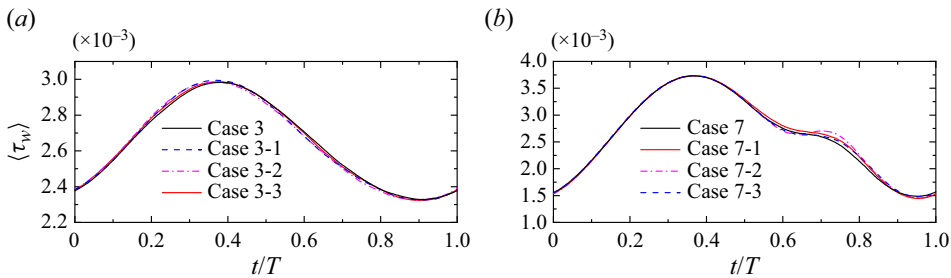 (a)
(×10⁻³)
3.0
2.8
2.6
2.4
2.2
⟨τw⟩
Case 3
Case 3-1
Case 3-2
Case 3-3
0 0.2 0.4 0.6 0.8 1.0
t/T
(b)
(×10⁻³)
4.0
3.5
3.0
2.5
2.0
1.5
1.0
Case 7
Case 7-1
Case 7-2
Case 7-3
0 0.2 0.4 0.6 0.8 1.0
t/T